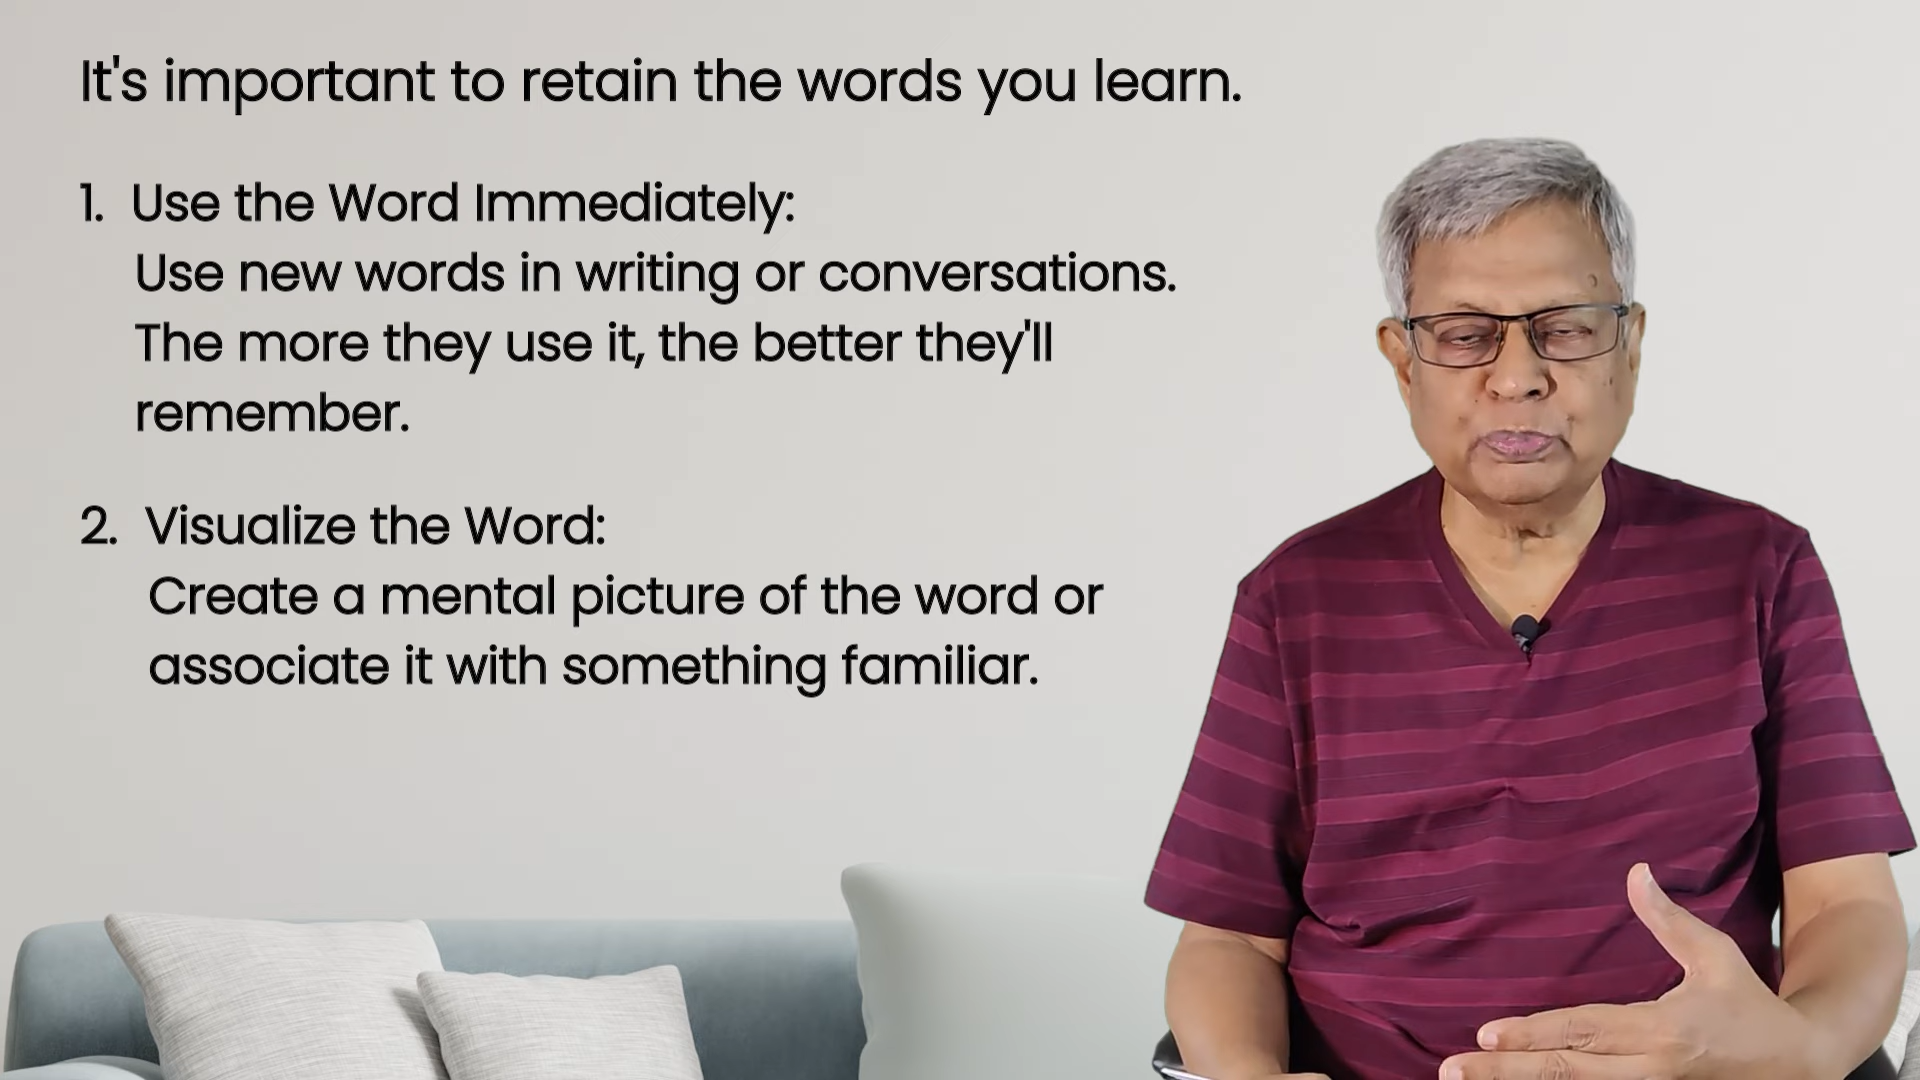 It's important to retain the words you learn.
1. Use the Word Immediately:
Use new words in writing or conversations.
The more they use it, the better they'll
remember.
2. Visualize the Word:
Create a mental picture of the word or
associate it with something familiar.